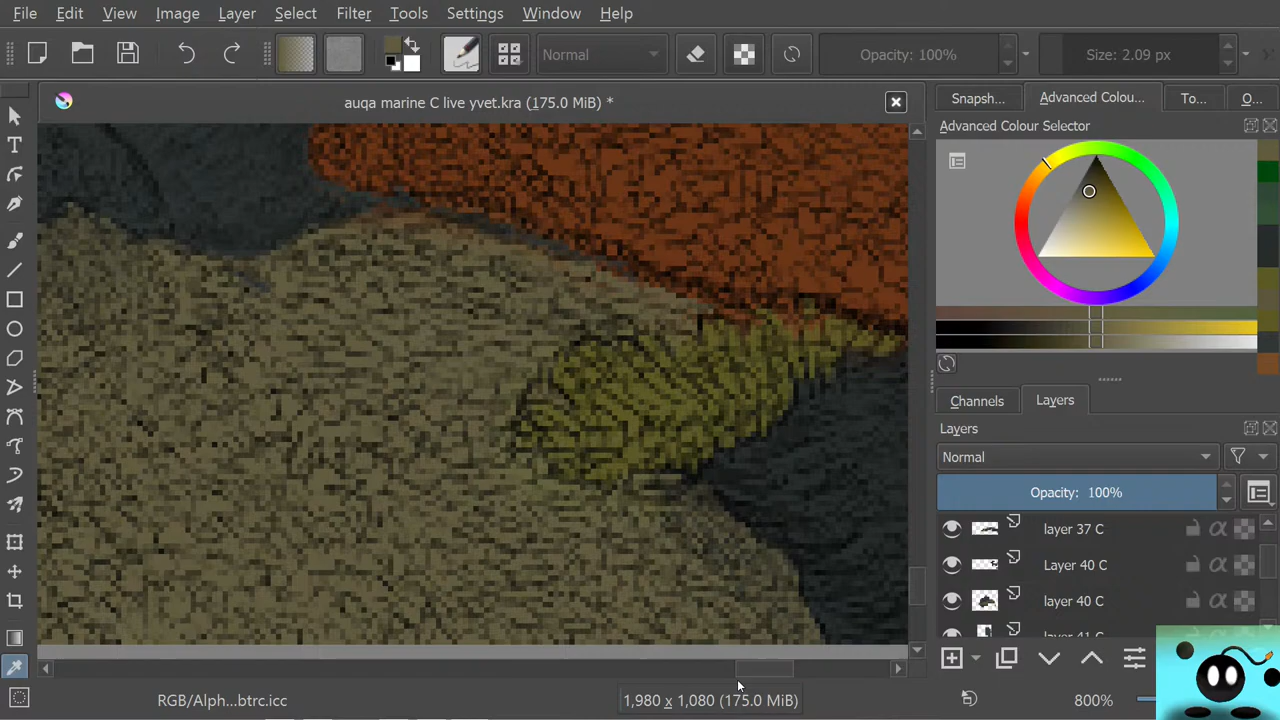 File Edit View Image Layer Select Filter Tools Settings Window Help
Normal Opacity: 100% Size: 2.09 px
auqa marine C live yvet.kra (175.0 MiB) *
Snapsh... Advanced Colou... To... O...
Advanced Colour Selector
Channels Layers
Layers
Normal
Opacity: 100%
layer 37 C
Layer 40 C
layer 40 C
layer 41 C
RGB/Alph...btrc.icc 1,980 x 1,080 (175.0 MiB) 800%